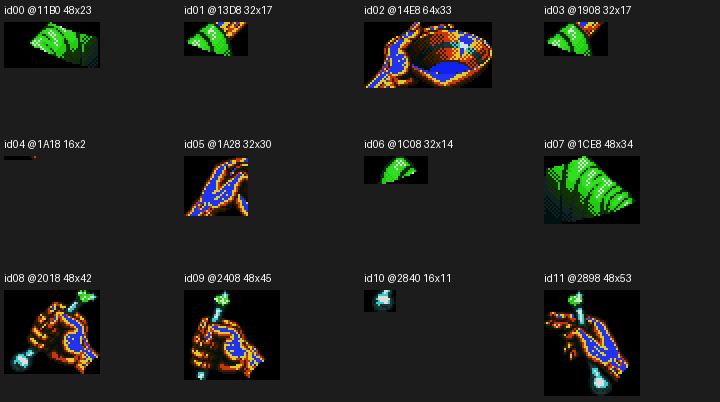 id00 @11B0 48x23 id01 @13D8 32x17 id02 @14E8 64x33 id03 @1908 32x17
id04 @1A18 16x2 id05 @1A28 32x30 id06 @1C08 32x14 id07 @1CE8 48x34
id08 @2018 48x42 id09 @2408 48x45 id10 @2840 16x11 id11 @2898 48x53